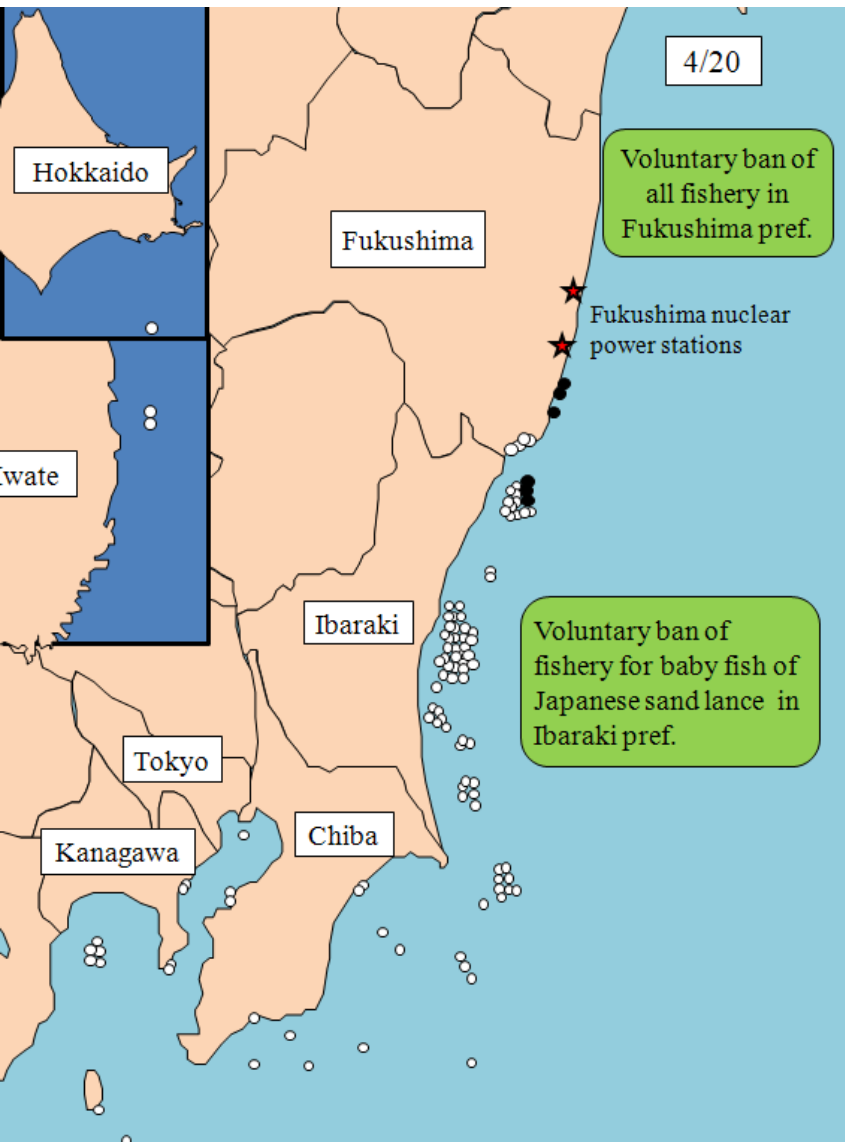 4/20
Hokkaido
Voluntary ban of
all fishery in
Fukushima pref.
Fukushima
Fukushima nuclear
power stations
Iwate
Ibaraki
Voluntary ban of
fishery for baby fish of
Japanese sand lance in
Ibaraki pref.
Tokyo
Chiba
Kanagawa